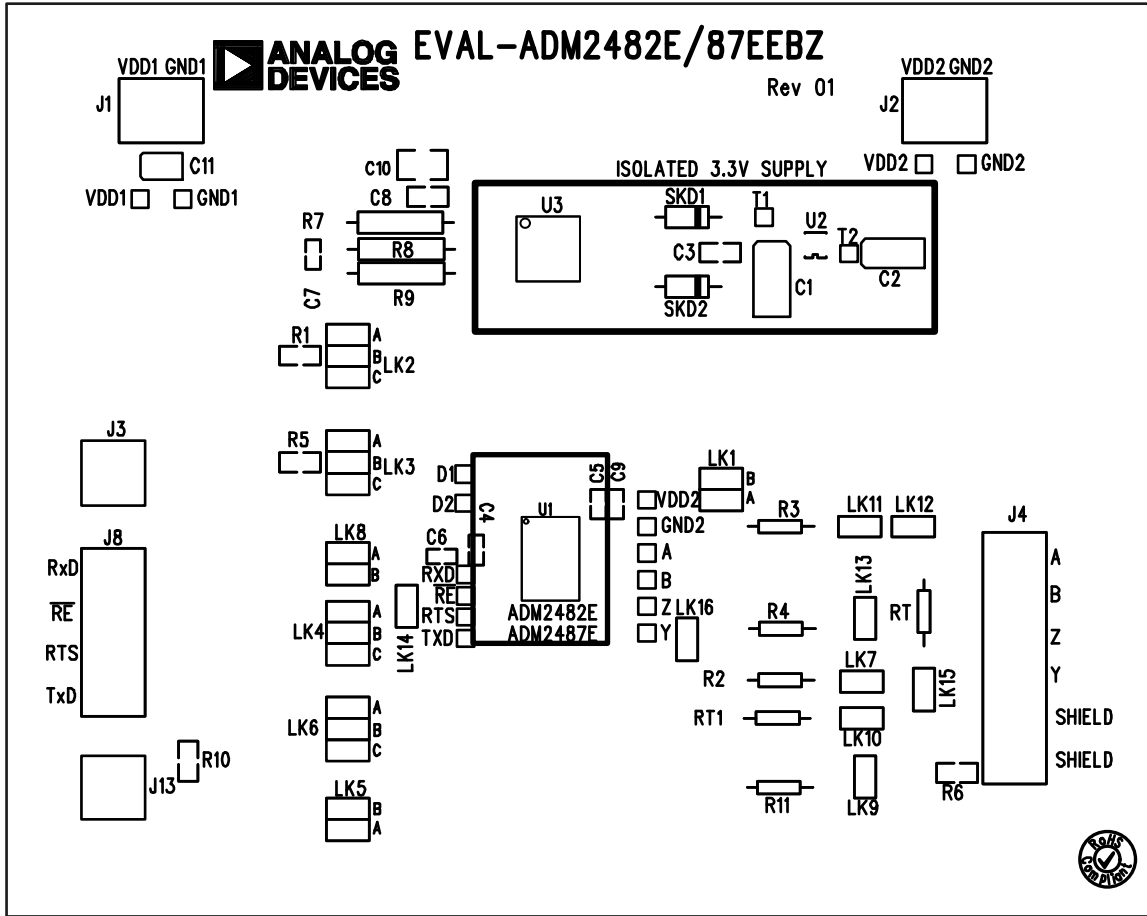 ANALOG
DEVICES
EVAL-ADM2482E/87EEBZ
Rev 01
VDD1 GND1
J1
C11
VDD1
GND1
VDD2 GND2
J2
VDD2
GND2
C10
C8
R7
R8
R9
C7
ISOLATED 3.3V SUPPLY
U3
SKD1
T1
U2
T2
C3
C1
C2
SKD2
R1
A
B
C
LK2
J3
R5
A
B
C
LK3
D1
D2
C4
C5
C9
U1
LK1
B
A
VDD2
GND2
A
B
Z
Y
R3
LK11
LK12
J4
J8
RxD
RE
RTS
TxD
LK8
A
B
C6
RXD
RE
RTS
TXD
ADM2482E
ADM2487E
LK4
A
B
C
LK14
LK16
R4
LK13
RT
A
B
Z
Y
SHIELD
SHIELD
R2
LK7
LK15
RT1
LK10
LK6
A
B
C
J13
R10
LK5
B
A
R11
LK9
R6
RoHS
Compliant